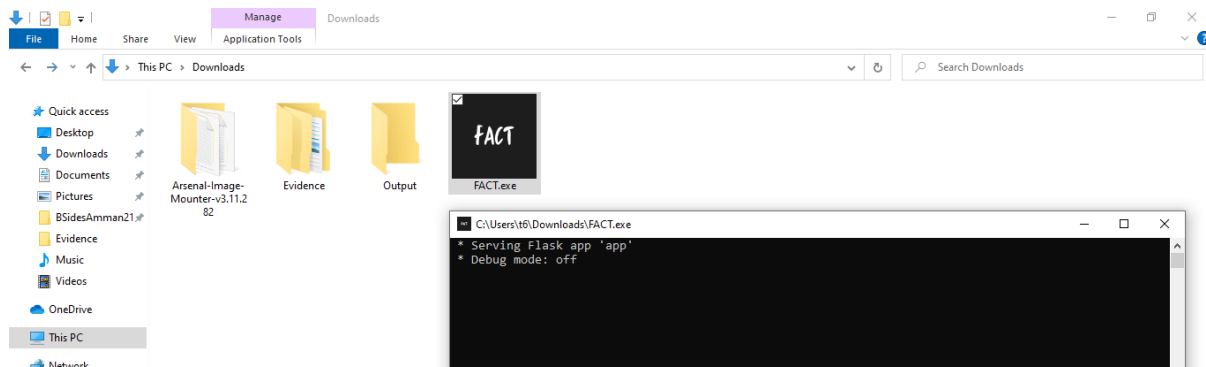 Manage
Downloads
File
Home
Share
View
Application Tools
This PC
Downloads
Search Downloads
Quick access
Desktop
Downloads
Documents
Pictures
BSidesAmman21
Evidence
Music
Videos
OneDrive
This PC
Network
Arsenal-Image-
Mounter-v3.11.2
82
Evidence
Output
FACT
FACT.exe
C:\Users\t6\Downloads\FACT.exe
* Serving Flask app 'app'
* Debug mode: off